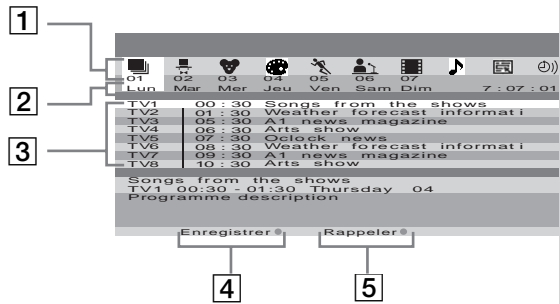 1
01 02 03 04 05 06 07
2
Lun Mar Mer Jeu Ven Sam Dim 7 : 07 : 01
3
TV1 00 : 30 Songs from the shows
TV2 01 : 30 Weather forecast informati
TV3 05 : 30 A1 news magazine
TV4 06 : 30 Arts show
TV5 07 : 30 Oclock news
TV6 08 : 30 Weather forecast informati
TV7 09 : 30 A1 news magazine
TV8 10 : 30 Arts show
Songs from the shows
TV1 00:30 - 01:30 Thursday 04
Programme description
Enregistrer Rappeler
4 5